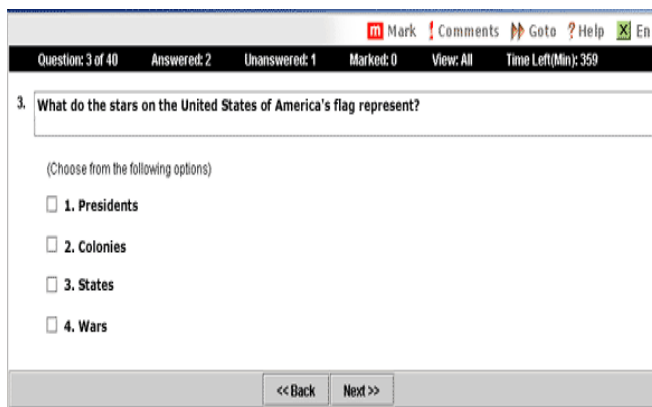 m Mark ! Comments Goto ? Help X En
Question: 3 of 40 Answered: 2 Unanswered: 1 Marked: 0 View: All Time Left(Min): 359
3. What do the stars on the United States of America's flag represent?
(Choose from the following options)
1. Presidents
2. Colonies
3. States
4. Wars
<< Back Next >>